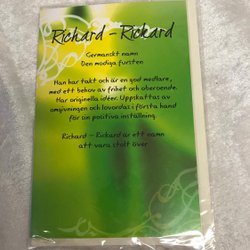 Richard - Rickard
Germanskt namn
Den modiga fursten
Han har takt och är en god medlare,
med ett behov av frihet och oberoende.
Har originella idéer. Uppskattas av
omgivningen och lovordas i första hand
för sin positiva inställning.
Richard - Rickard är ett namn
att vara stolt över